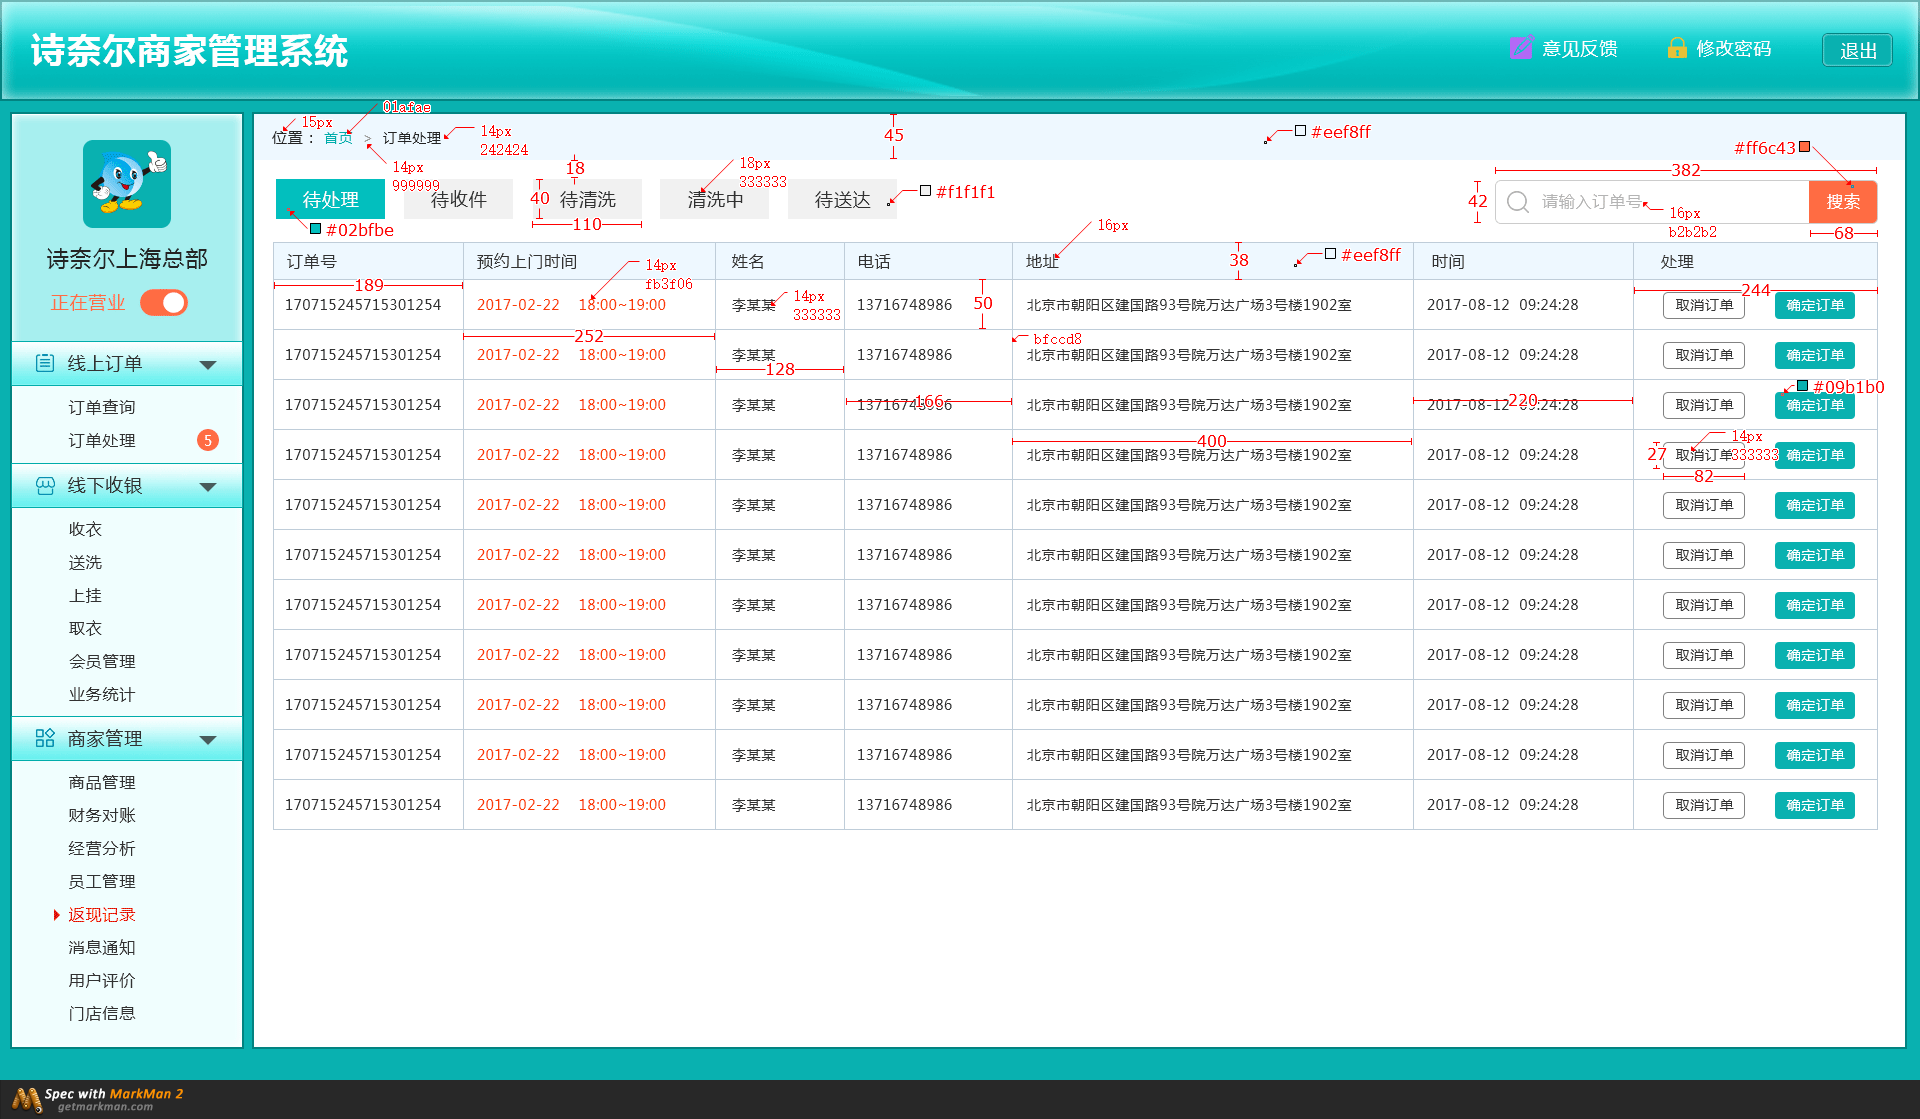 诗奈尔商家管理系统
意见反馈 修改密码 退出
01afae
15px
位置： 首页 > 订单处理
14px
242424
45
#eef8ff
#ff6c43
14px
999999
18
18px
333333
382
待处理 待收件 待清洗 清洗中 待送达
40
110
#f1f1f1
#02bfbe
42
请输入订单号 搜索
16px
b2b2b2
68
16px
订单号 预约上门时间 姓名 电话 地址 时间 处理
14px
fb3f06
38
#eef8ff
189
14px
333333
50
244
170715245715301254 2017-02-22 18:00~19:00 李某某 13716748986 北京市朝阳区建国路93号院万达广场3号楼1902室 2017-08-12 09:24:28 取消订单 确定订单
252
bfccd8
170715245715301254 2017-02-22 18:00~19:00 李某某 13716748986 北京市朝阳区建国路93号院万达广场3号楼1902室 2017-08-12 09:24:28 取消订单 确定订单
128
#09b1b0
166
220
170715245715301254 2017-02-22 18:00~19:00 李某某 13716748986 北京市朝阳区建国路93号院万达广场3号楼1902室 2017-08-12 09:24:28 取消订单 确定订单
400
14px
333333
27
170715245715301254 2017-02-22 18:00~19:00 李某某 13716748986 北京市朝阳区建国路93号院万达广场3号楼1902室 2017-08-12 09:24:28 取消订单 确定订单
82
170715245715301254 2017-02-22 18:00~19:00 李某某 13716748986 北京市朝阳区建国路93号院万达广场3号楼1902室 2017-08-12 09:24:28 取消订单 确定订单
170715245715301254 2017-02-22 18:00~19:00 李某某 13716748986 北京市朝阳区建国路93号院万达广场3号楼1902室 2017-08-12 09:24:28 取消订单 确定订单
170715245715301254 2017-02-22 18:00~19:00 李某某 13716748986 北京市朝阳区建国路93号院万达广场3号楼1902室 2017-08-12 09:24:28 取消订单 确定订单
170715245715301254 2017-02-22 18:00~19:00 李某某 13716748986 北京市朝阳区建国路93号院万达广场3号楼1902室 2017-08-12 09:24:28 取消订单 确定订单
170715245715301254 2017-02-22 18:00~19:00 李某某 13716748986 北京市朝阳区建国路93号院万达广场3号楼1902室 2017-08-12 09:24:28 取消订单 确定订单
170715245715301254 2017-02-22 18:00~19:00 李某某 13716748986 北京市朝阳区建国路93号院万达广场3号楼1902室 2017-08-12 09:24:28 取消订单 确定订单
170715245715301254 2017-02-22 18:00~19:00 李某某 13716748986 北京市朝阳区建国路93号院万达广场3号楼1902室 2017-08-12 09:24:28 取消订单 确定订单
诗奈尔上海总部
正在营业
线上订单
订单查询
订单处理 5
线下收银
收衣
送洗
上挂
取衣
会员管理
业务统计
商家管理
商品管理
财务对账
经营分析
员工管理
返现记录
消息通知
用户评价
门店信息
Spec with MarkMan 2
getmarkman.com